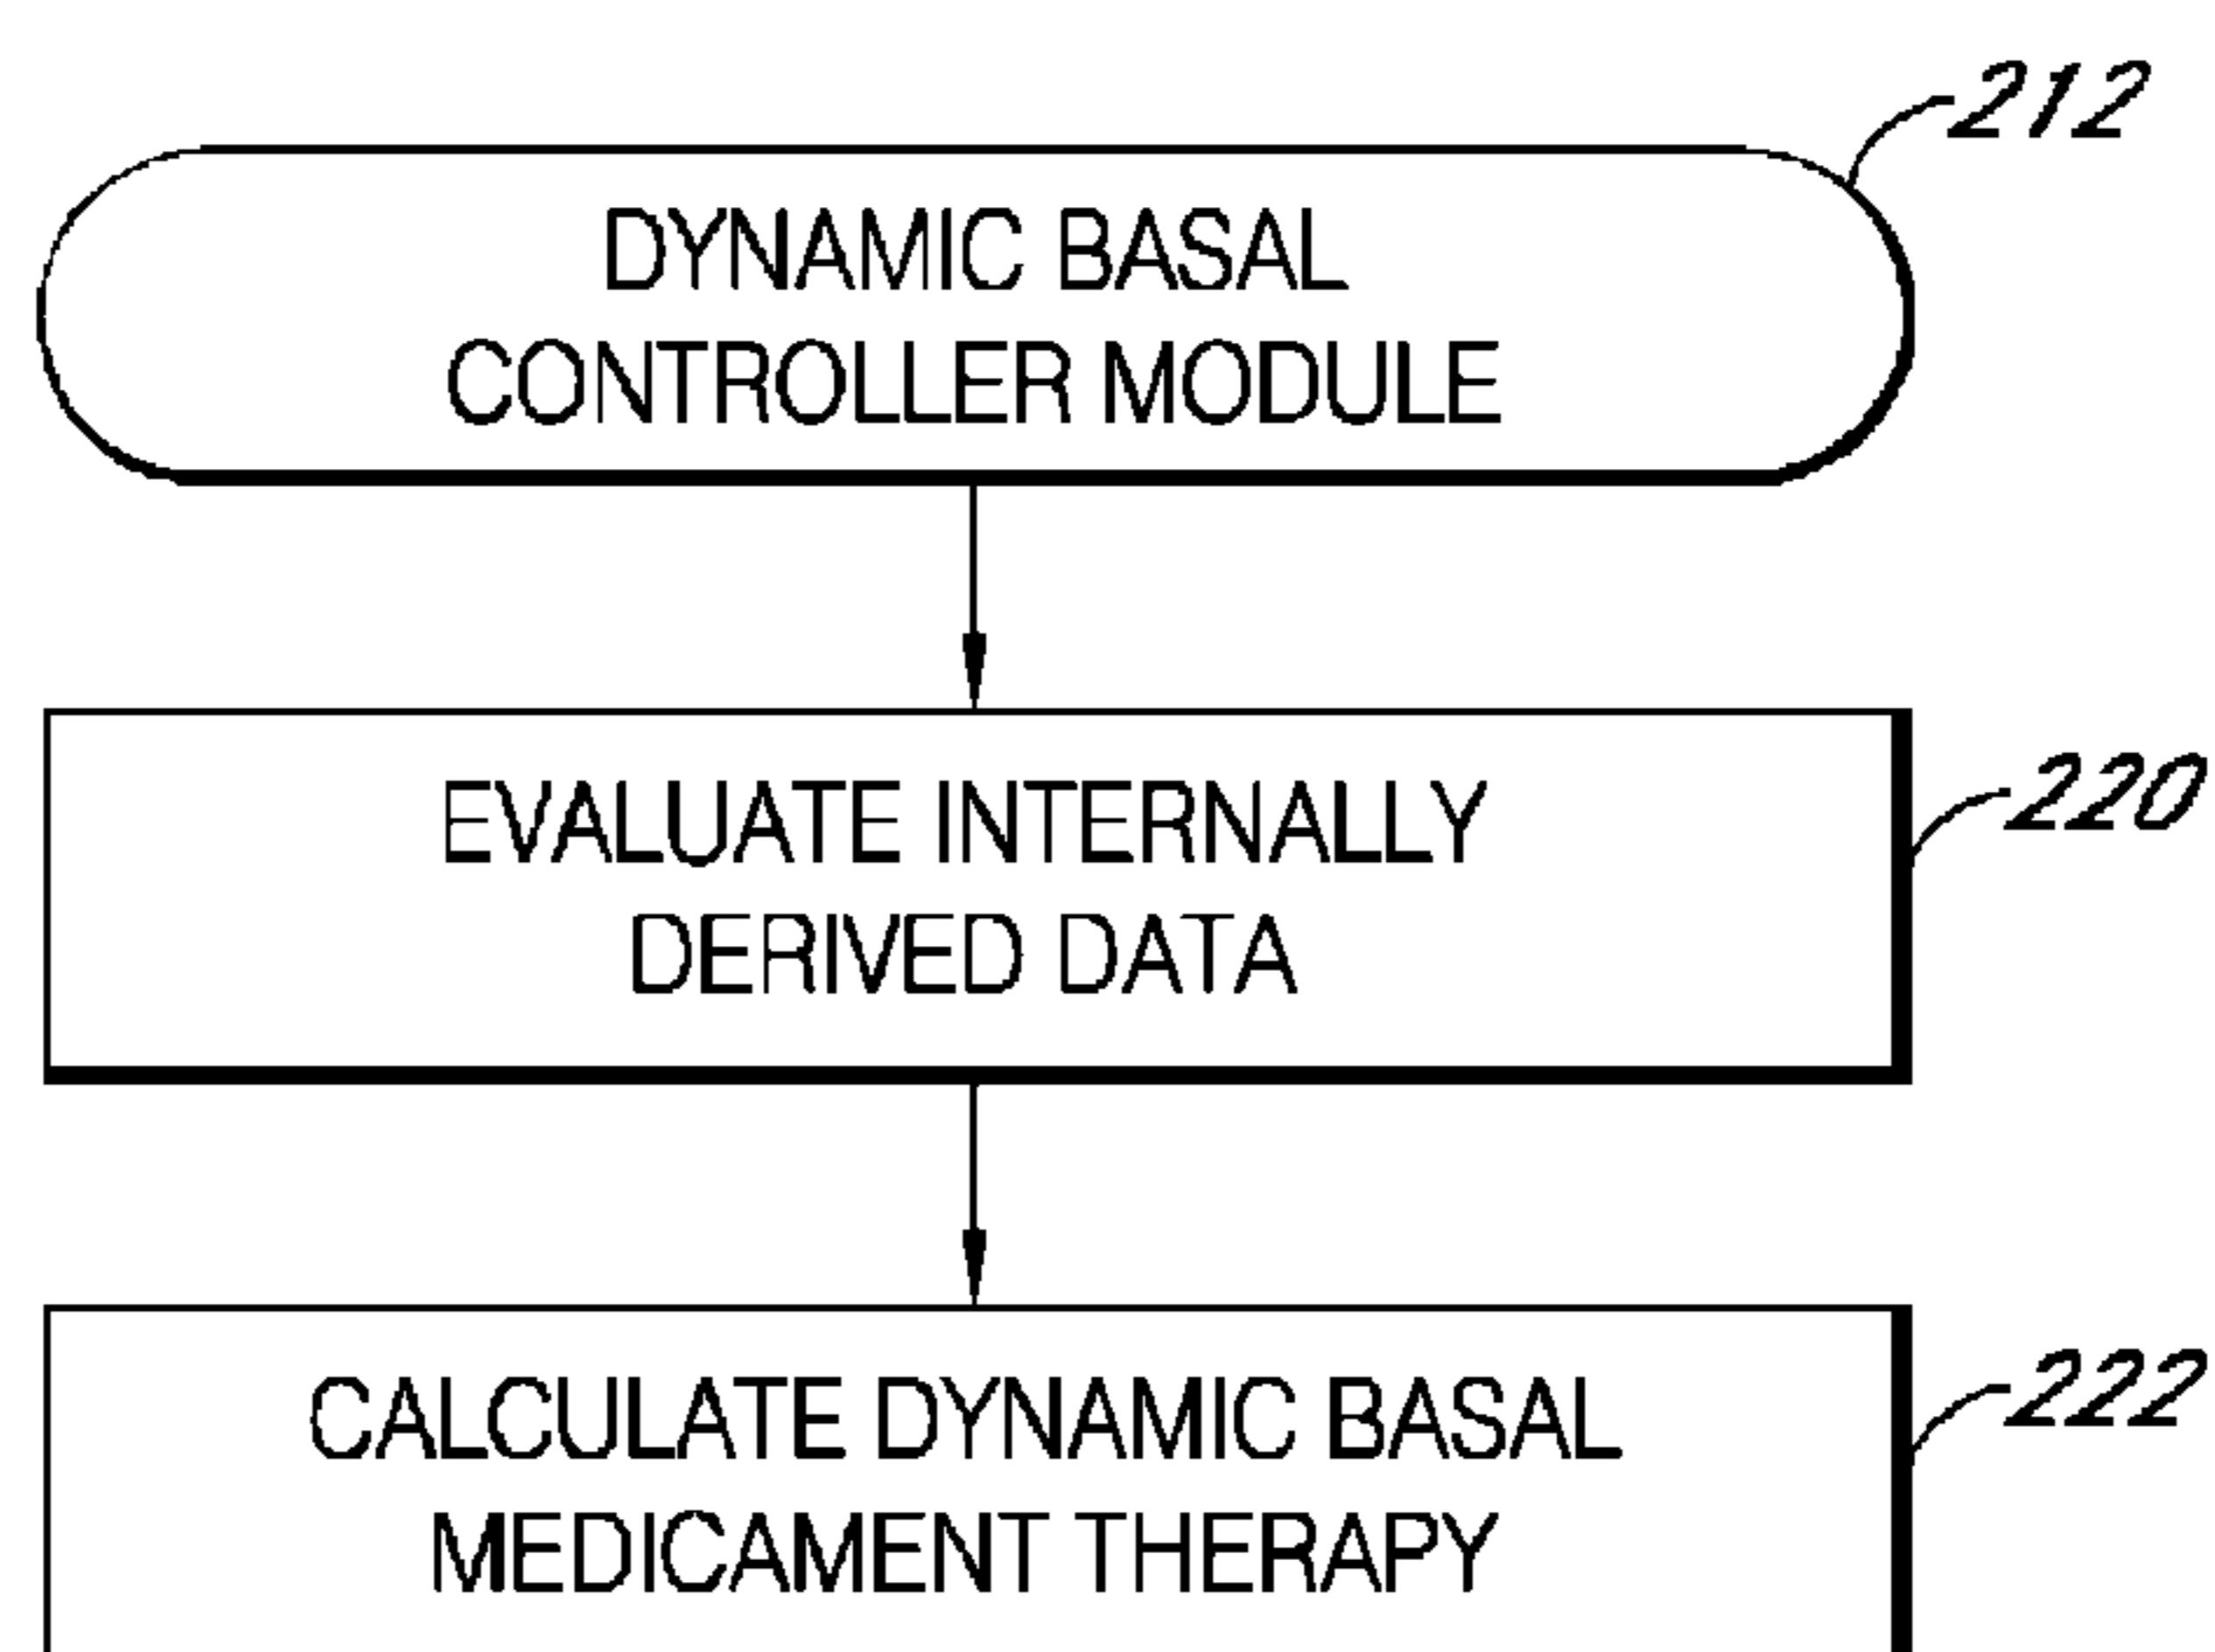 212
DYNAMIC BASAL
CONTROLLER MODULE
220
EVALUATE INTERNALLY
DERIVED DATA
222
CALCULATE DYNAMIC BASAL
MEDICAMENT THERAPY